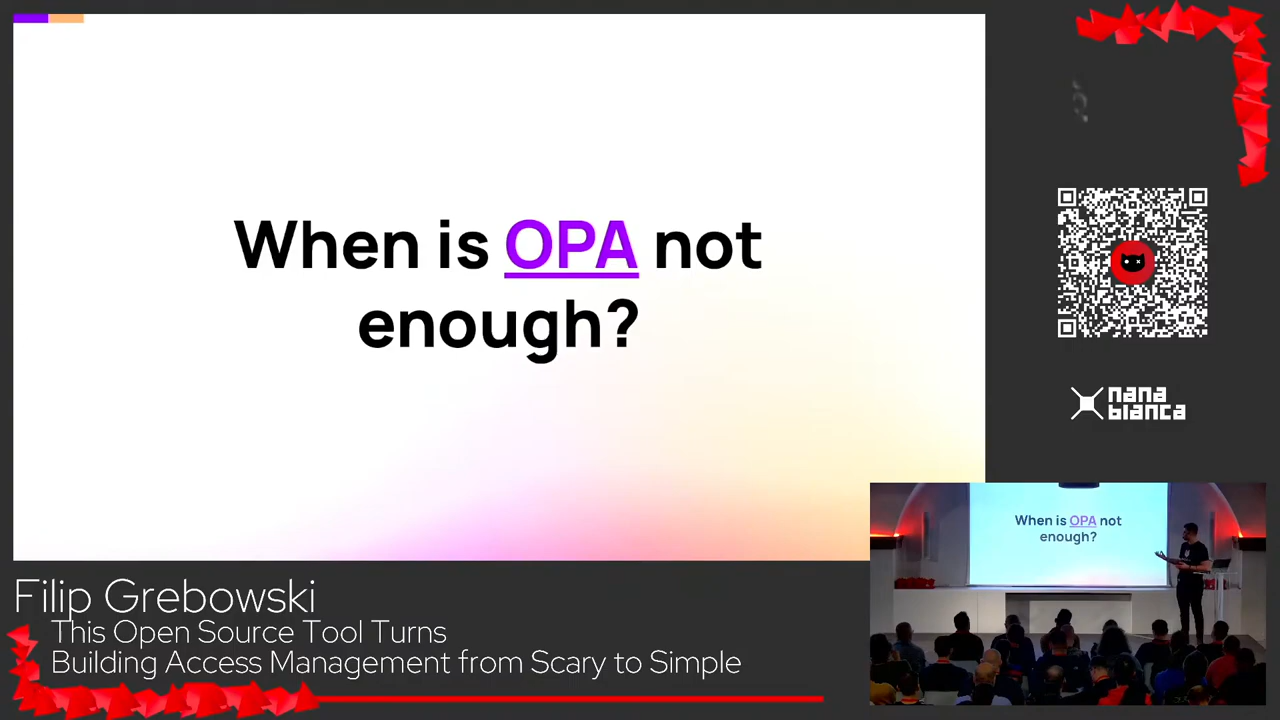 When is OPA not
enough?
nana
bianca
When is OPA not
enough?
Filip Grebowski
This Open Source Tool Turns
Building Access Management from Scary to Simple